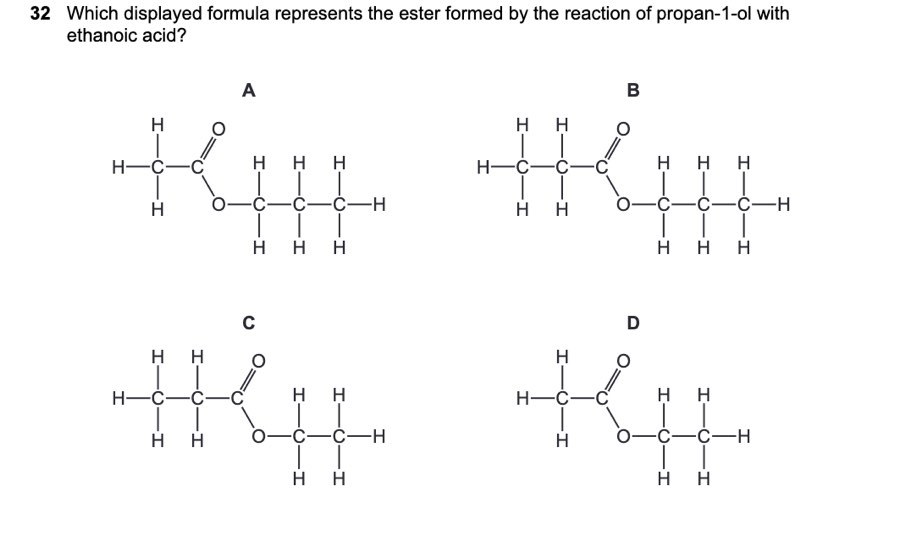 32 Which displayed formula represents the ester formed by the reaction of propan-1-ol with
ethanoic acid?
A
H O
H C C H H H
H O C C C H
H H H
B
H H O
H C C C H H H
H H O C C C H
H H H
C
H H O
H C C C H H
H H O C C H
H H
D
H O
H C C H H
H O C C H
H H